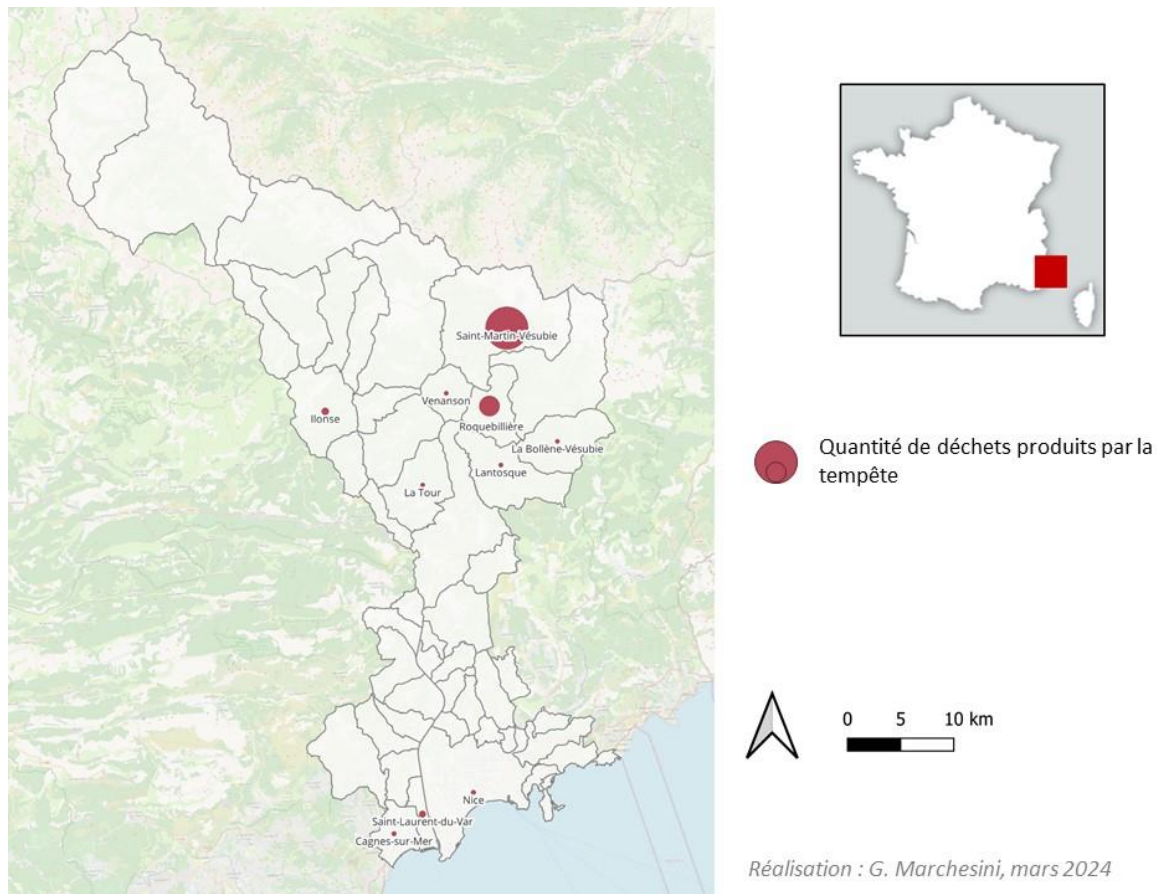 Saint-Martin-Vésubie
Venanson
Ilonse
Roquebillière
La Bollène-Vésubie
Lantosque
La Tour
Nice
Saint-Laurent-du-Var
Cagnes-sur-Mer
Quantité de déchets produits par la
tempête
0 5 10 km
Réalisation : G. Marchesini, mars 2024